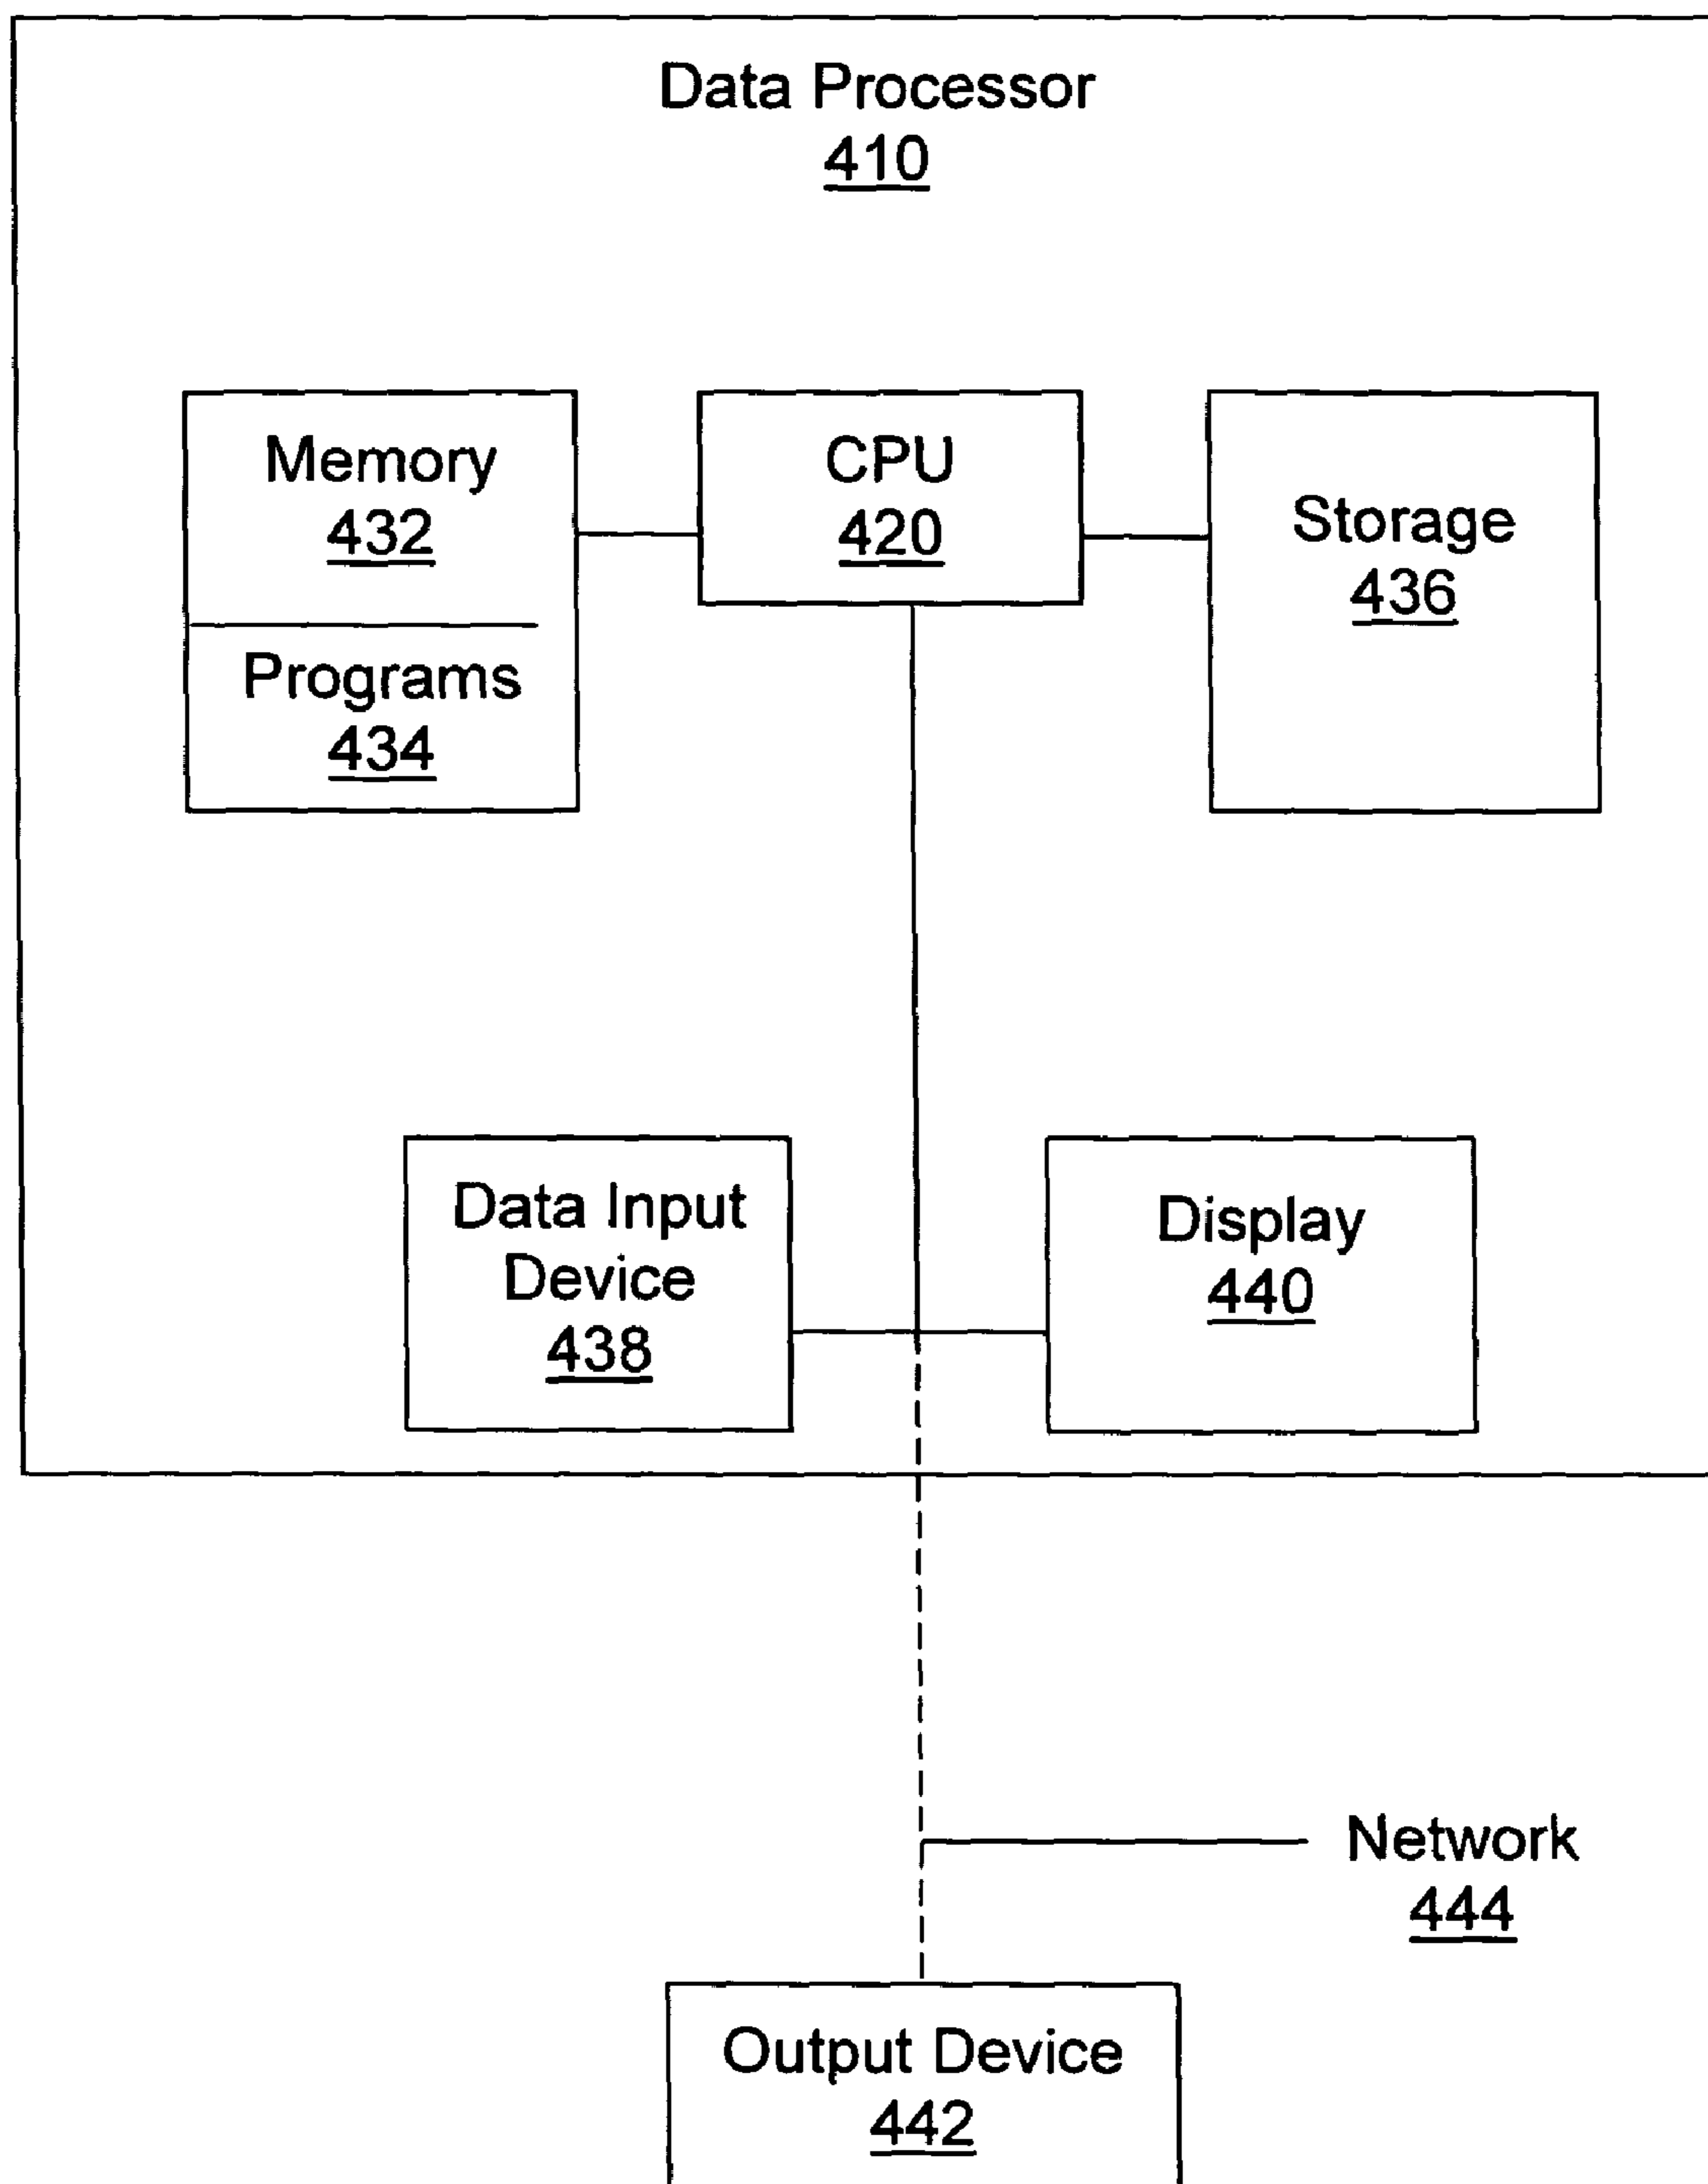 Data Processor
410
Memory
432
Programs
434
CPU
420
Storage
436
Data Input
Device
438
Display
440
Network
444
Output Device
442